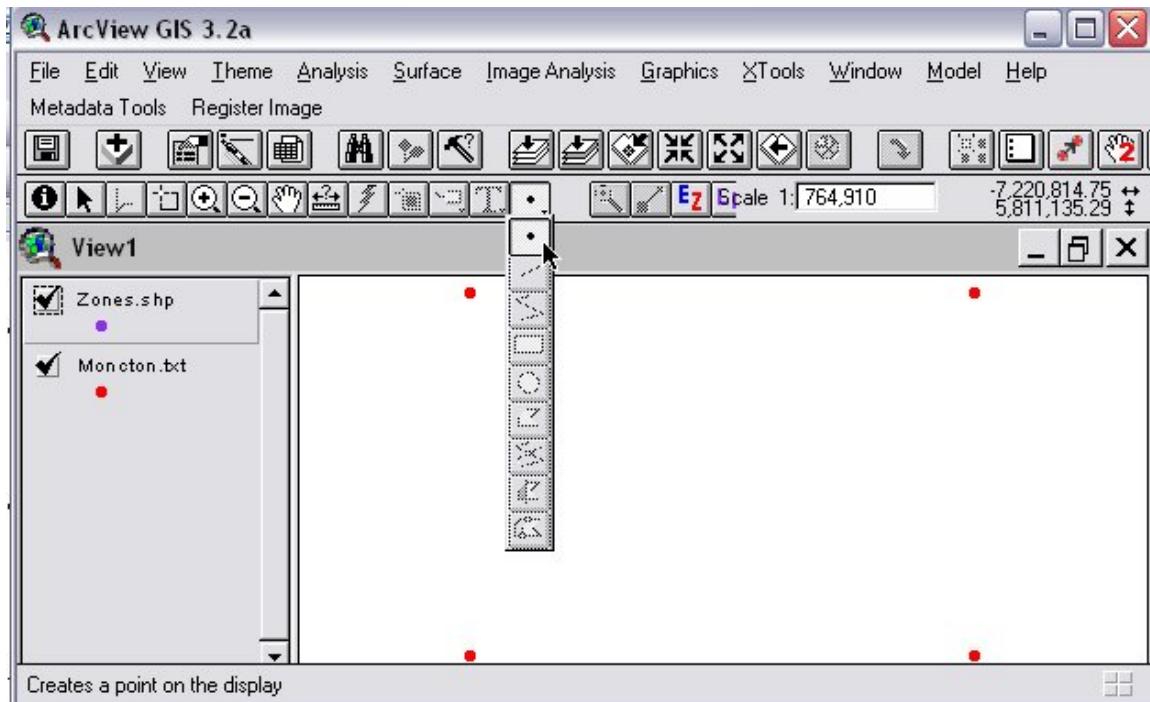 ArcView GIS 3.2a
File Edit View Theme Analysis Surface Image Analysis Graphics XTools Window Model Help
Metadata Tools Register Image
2
T Ez Scale 1: 764,910 -7,220,814.75
5,811,135.29
View1
Zones.shp
Moncton.txt
Creates a point on the display